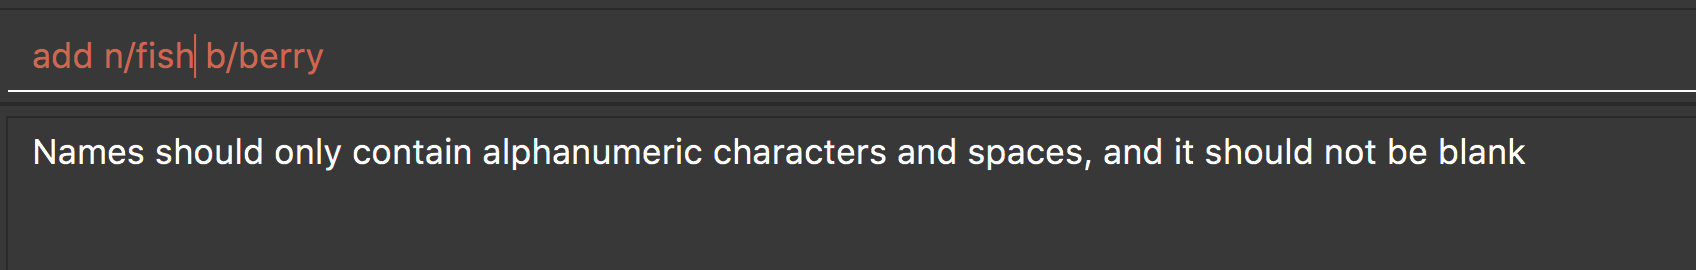 add n/fish b/berry
Names should only contain alphanumeric characters and spaces, and it should not be blank